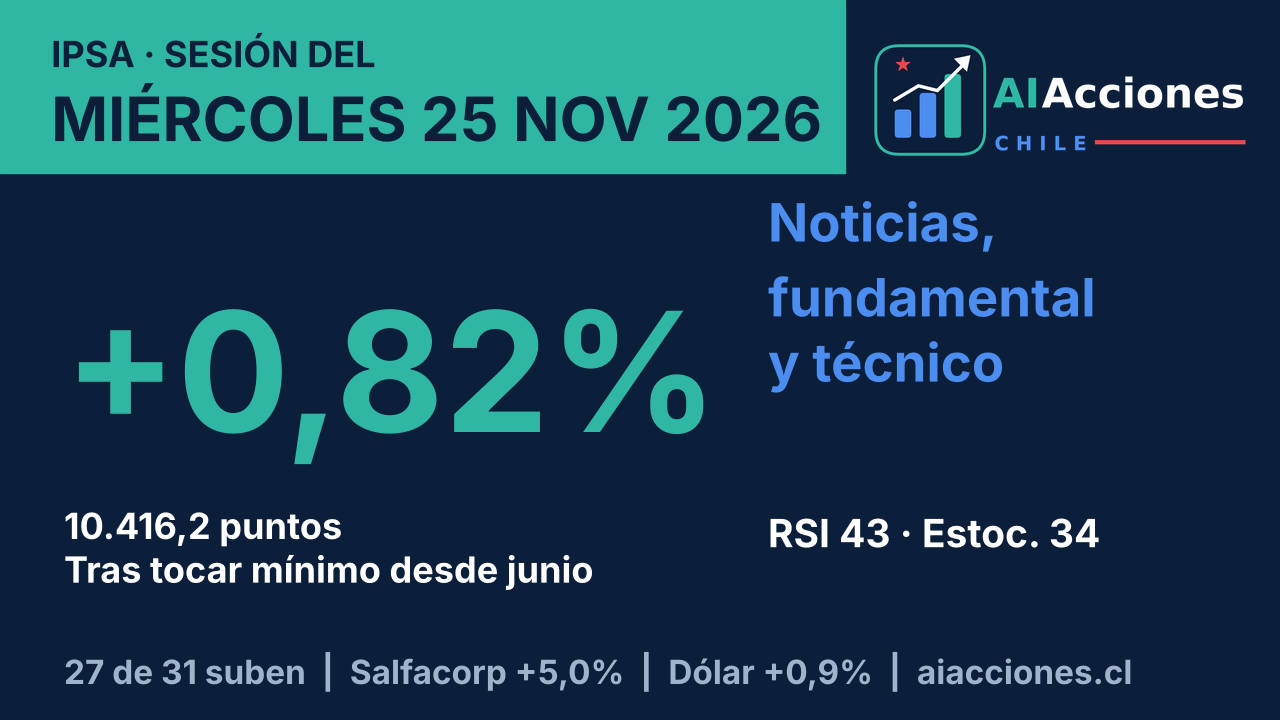 IPSA · SESIÓN DEL
MIÉRCOLES 25 NOV 2026
AIAcciones
CHILE
Noticias,
fundamental
y técnico
+0,82%
10.416,2 puntos
Tras tocar mínimo desde junio
RSI 43 · Estoc. 34
27 de 31 suben | Salfacorp +5,0% | Dólar +0,9% | aiacciones.cl